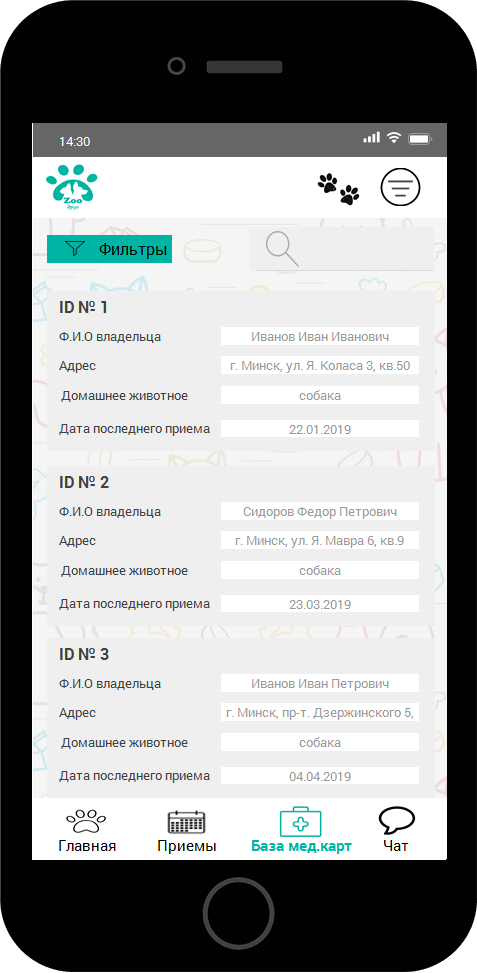 14:30
Zoo
друг
Фильтры
ID № 1
Ф.И.О владельца Иванов Иван Иванович
Адрес г. Минск, ул. Я. Коласа 3, кв.50
Домашнее животное собака
Дата последнего приема 22.01.2019
ID № 2
Ф.И.О владельца Сидоров Федор Петрович
Адрес г. Минск, ул. Я. Мавра 6, кв.9
Домашнее животное собака
Дата последнего приема 23.03.2019
ID № 3
Ф.И.О владельца Иванов Иван Петрович
Адрес г. Минск, пр-т. Дзержинского 5,
Домашнее животное собака
Дата последнего приема 04.04.2019
Главная Приемы База мед.карт Чат